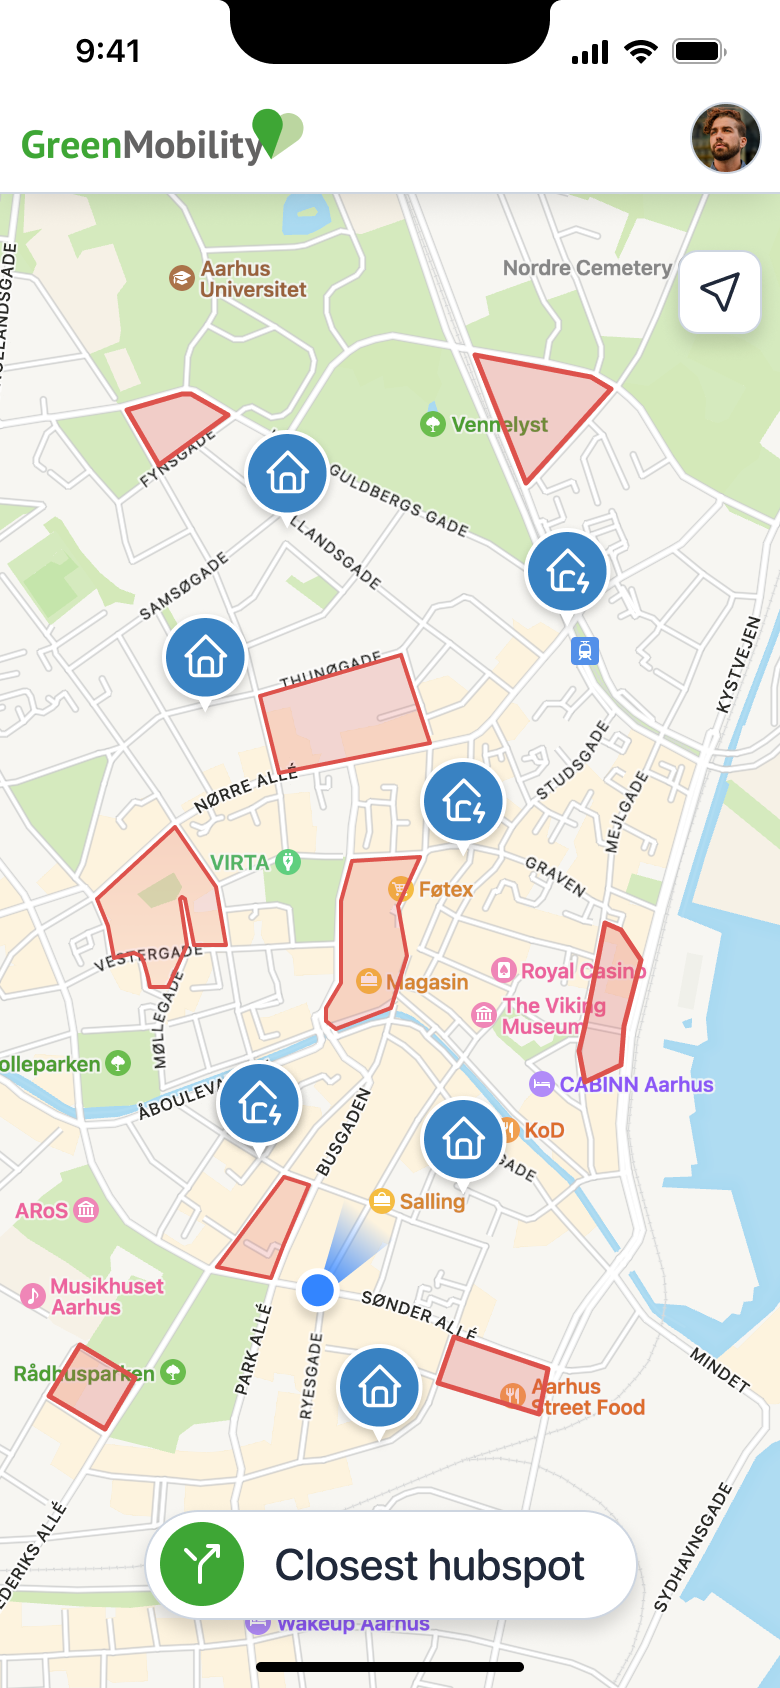 9:41
GreenMobility
Nordre Cemetery
Aarhus
Universitet
Vennelyst
FYNSGADE
GULDBERGS GADE
LLANDSGADE
SAMSØGADE
THUNØGADE
KYSTVEJEN
STUDSGADE
NØRRE ALLÉ
MEJLGADE
VIRTA
GRAVEN
Føtex
VESTERGADE
Royal Casino
Magasin
The Viking
Museum
MØLLEGADE
olleparken
CABINN Aarhus
ÅBOULEVA
BUSGADEN
KoD
GADE
Salling
ARoS
Musikhuset
Aarhus
SØNDER ALLÉ
PARK ALLÉ
RYESGADE
Rådhusparken
MINDET
Aarhus
Street Food
SYDHAVNSGADE
EDERIKS ALLÉ
Closest hubspot
Wakeup Aarhus